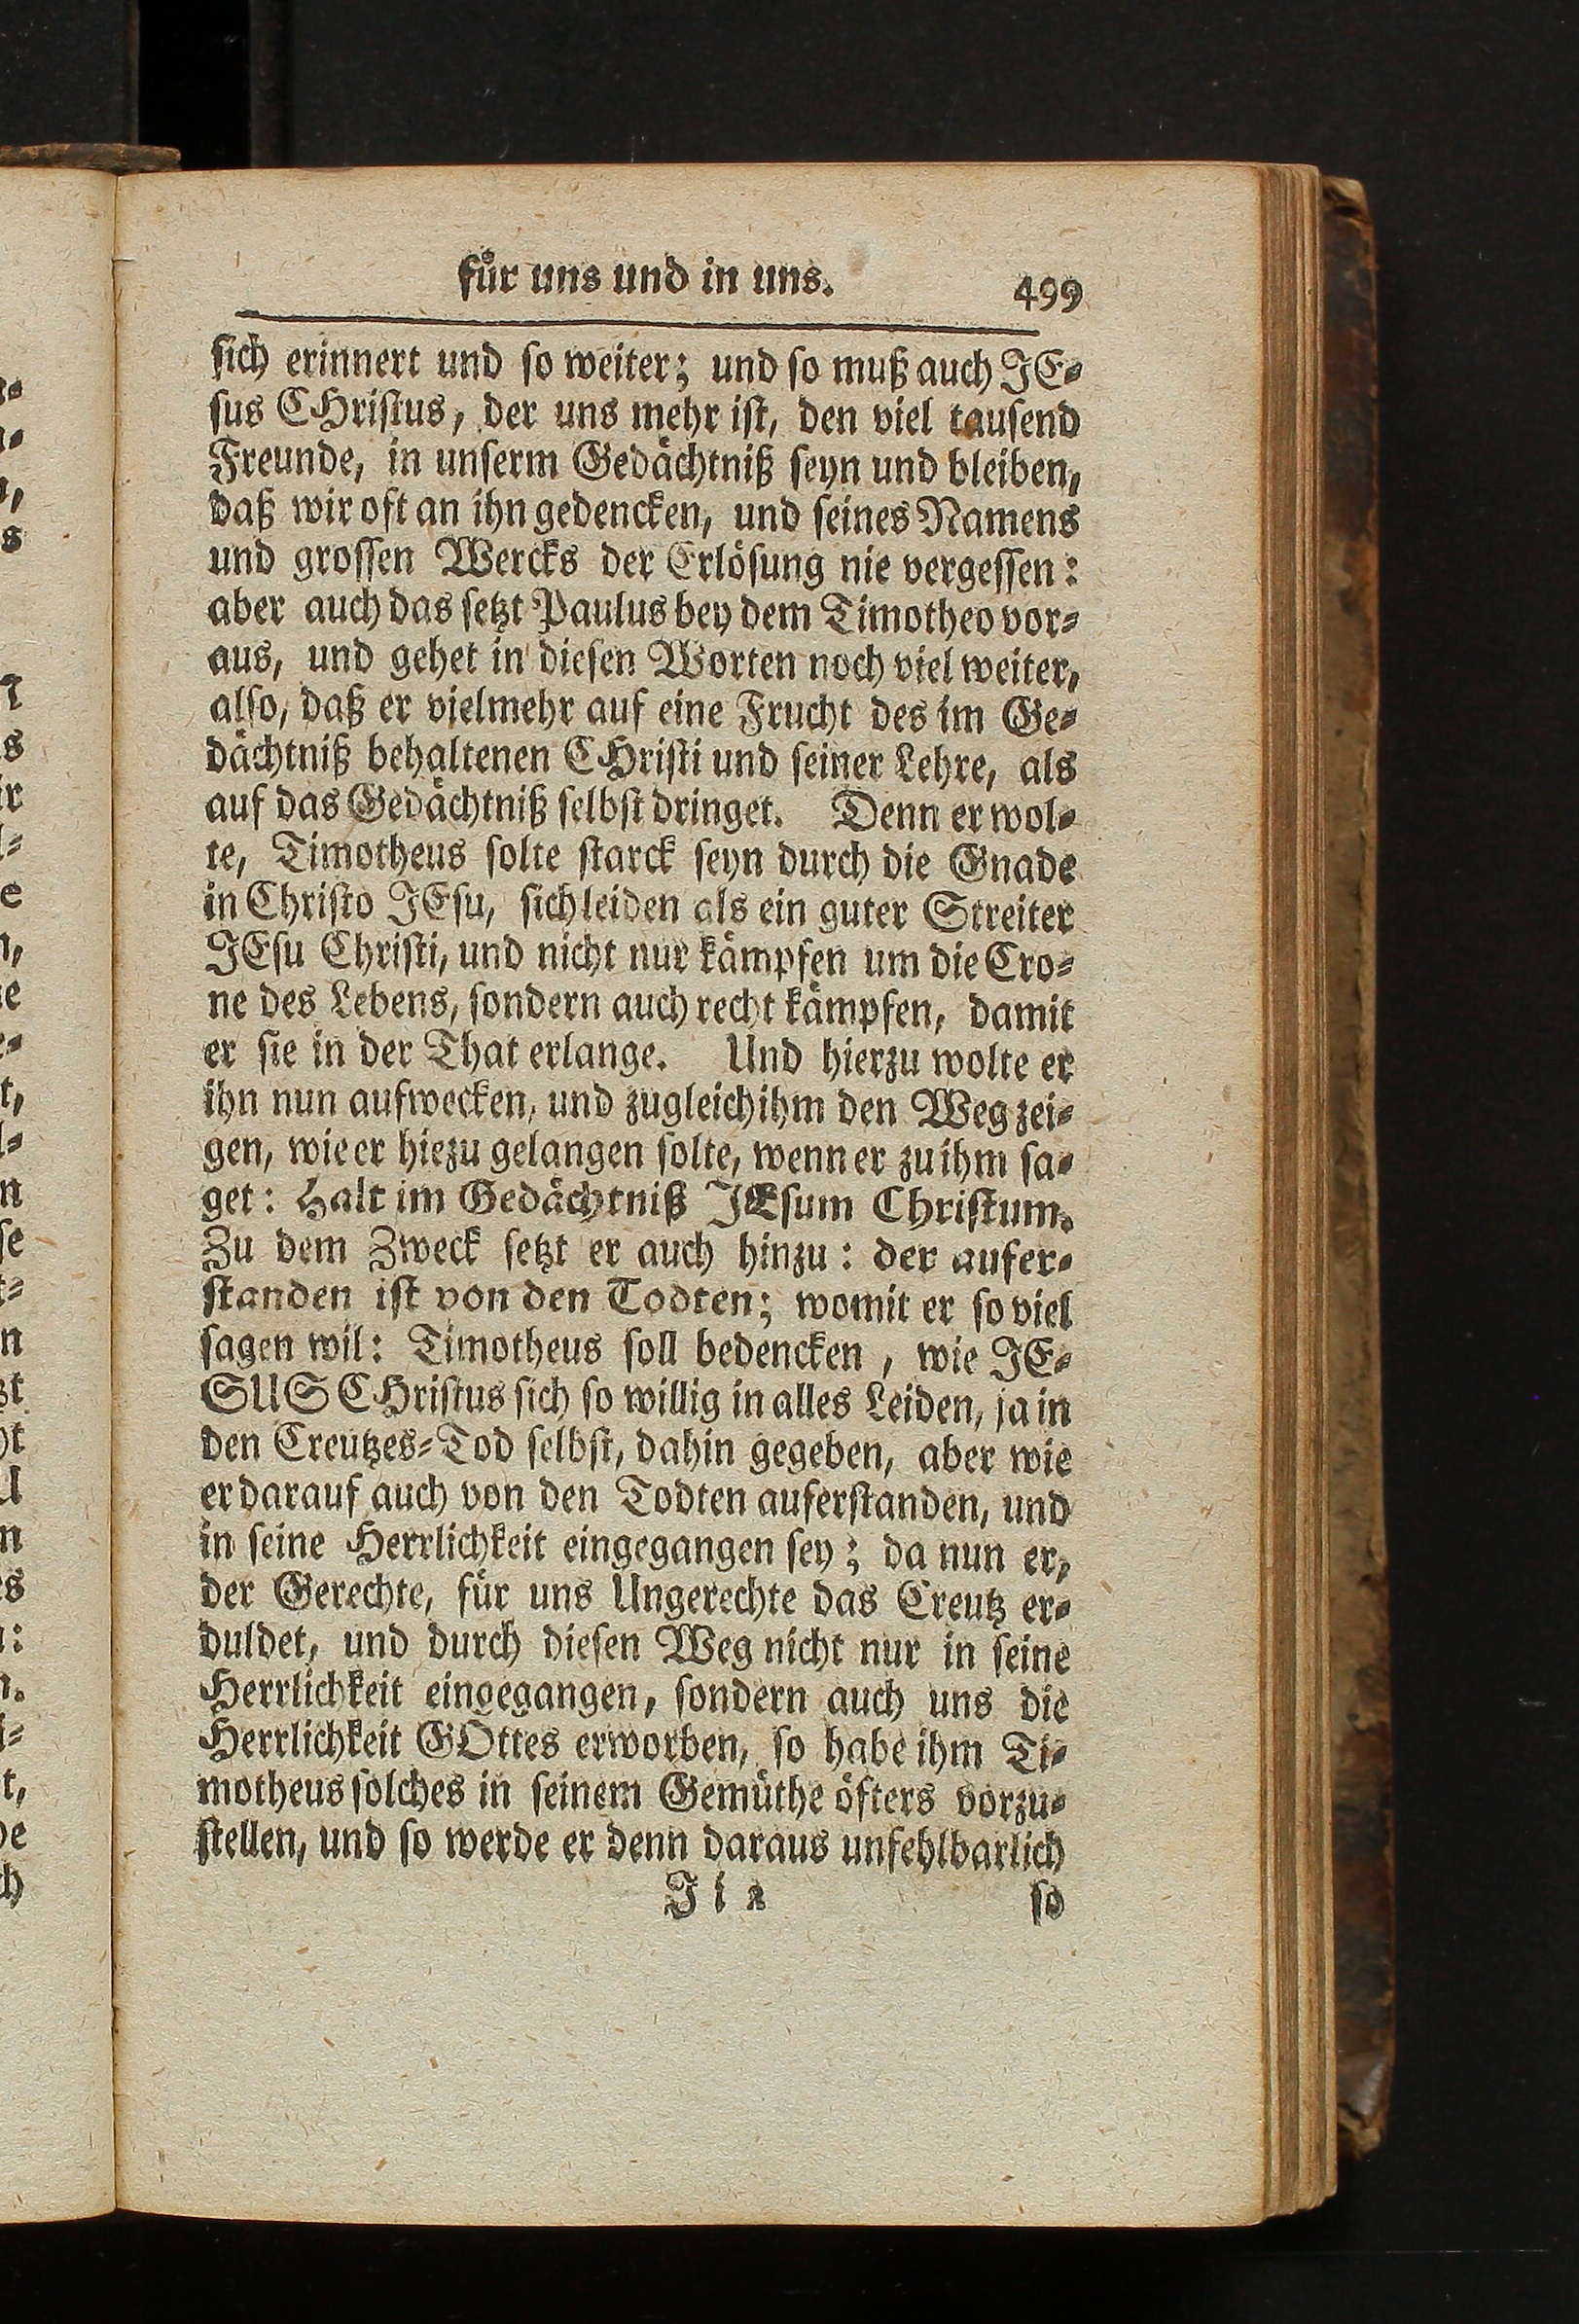 für uns und in uns. 499
sich erinnert und so weiter; und so muß auch JE-
sus CHristus, der uns mehr ist, den viel tausend
Freunde, in unserm Gedächtniß seyn und bleiben,
daß wir oft an ihn gedencken, und seines Namens
und grossen Wercks der Erlösung nie vergessen:
aber auch das setzt Paulus bey dem Timotheo vor-
aus, und gehet in diesen Worten noch viel weiter,
also, daß er vielmehr auf eine Frucht des im Ge-
dächtniß behaltenen CHristi und seiner Lehre, als
auf das Gedächtniß selbst dringet. Denn er wol-
te, Timotheus solte starck seyn durch die Gnade
in Christo JEsu, sich leiden als ein guter Streiter
JEsu Christi, und nicht nur kämpfen um die Cro-
ne des Lebens, sondern auch recht kämpfen, damit
er sie in der That erlange. Und hierzu wolte er
ihn nun aufwecken, und zugleich ihm den Weg zei-
gen, wie er hiezu gelangen solte, wenn er zu ihm sa-
get: Halt im Gedächtniß JEsum Christum.
Zu dem Zweck setzt er auch hinzu: der aufer-
standen ist von den Todten; womit er so viel
sagen wil: Timotheus soll bedencken, wie JE-
SUS CHristus sich so willig in alles Leiden, ja in
den Creutzes-Tod selbst, dahin gegeben, aber wie
er darauf auch von den Todten auferstanden, und
in seine Herrlichkeit eingegangen sey; da nun er,
der Gerechte, für uns Ungerechte das Creutz er-
duldet, und durch diesen Weg nicht nur in seine
Herrlichkeit eingegangen, sondern auch uns die
Herrlichkeit GOttes erworben, so habe ihm Ti-
motheus solches in seinem Gemüthe öfters vorzu-
stellen, und so werde er denn daraus unfehlbarlich
Ji 2 so